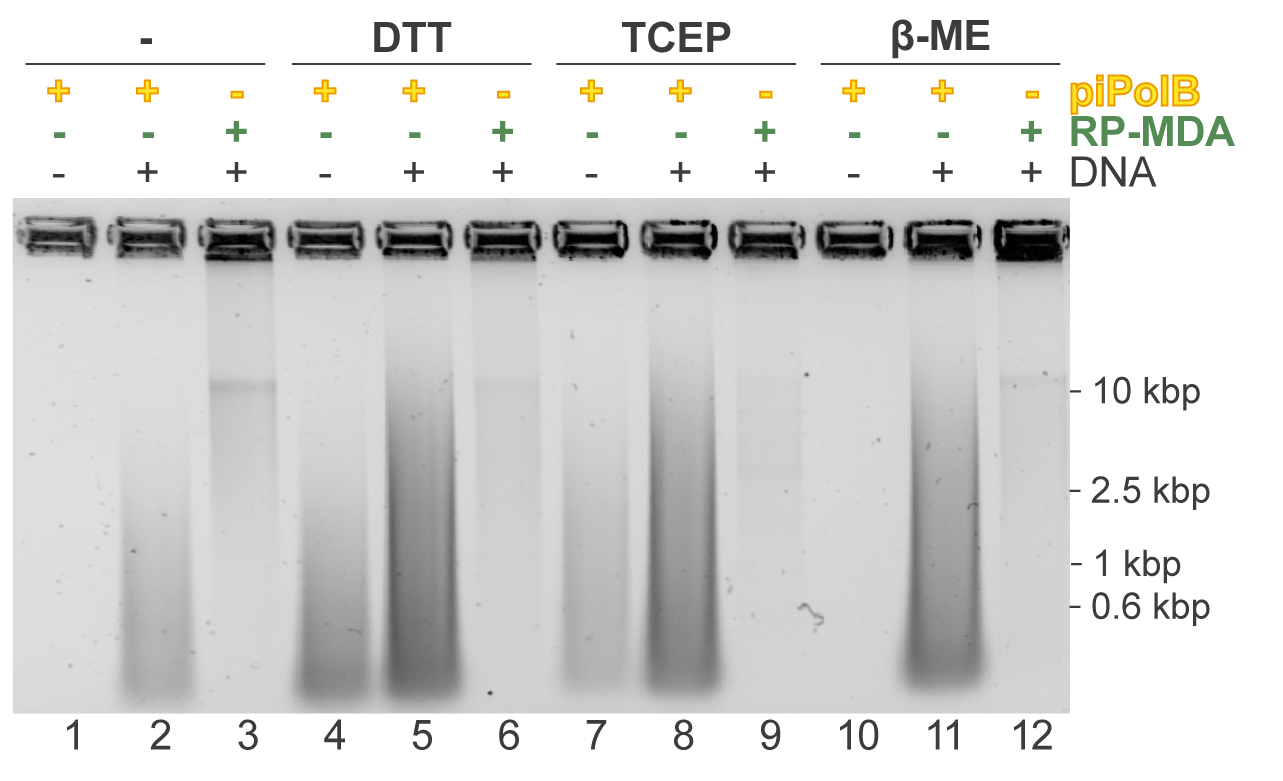 - DTT TCEP β-ME
+ + - + + - + + - + + - piPolB
- - + - - + - - + - - + RP-MDA
- + + - + + - + + - + + DNA
- 10 kbp
- 2.5 kbp
- 1 kbp
- 0.6 kbp
1 2 3 4 5 6 7 8 9 10 11 12